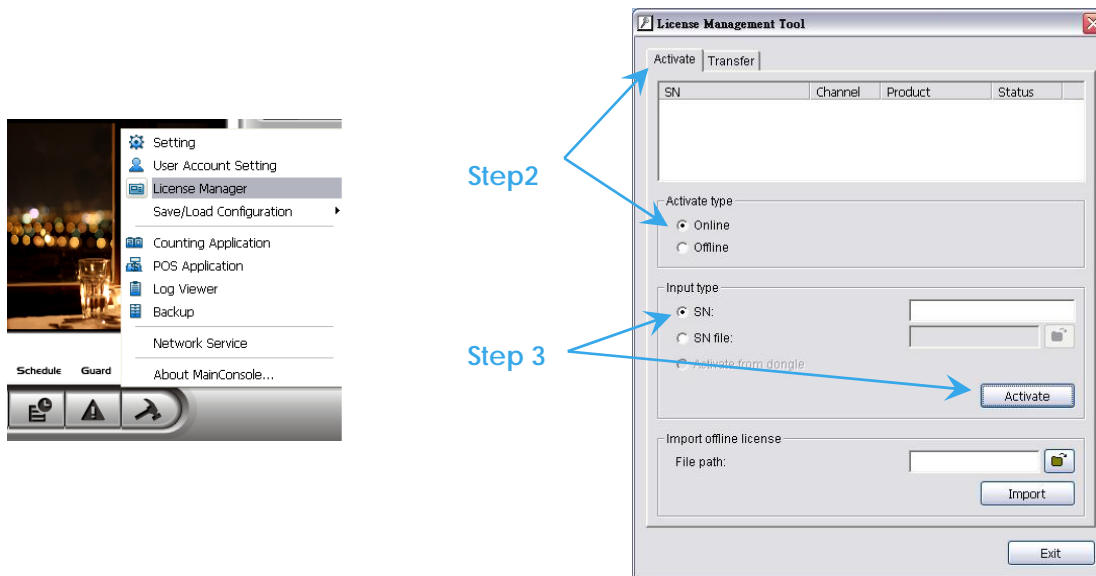 Setting
User Account Setting
License Manager
Save/Load Configuration
Counting Application
POS Application
Log Viewer
Backup
Network Service
About MainConsole...
Schedule Guard
Step2
Step 3
License Management Tool
Activate Transfer
SN Channel Product Status
Activate type
Online
Offline
Input type
SN:
SN file:
Activate from dongle
Activate
Import offline license
File path:
Import
Exit